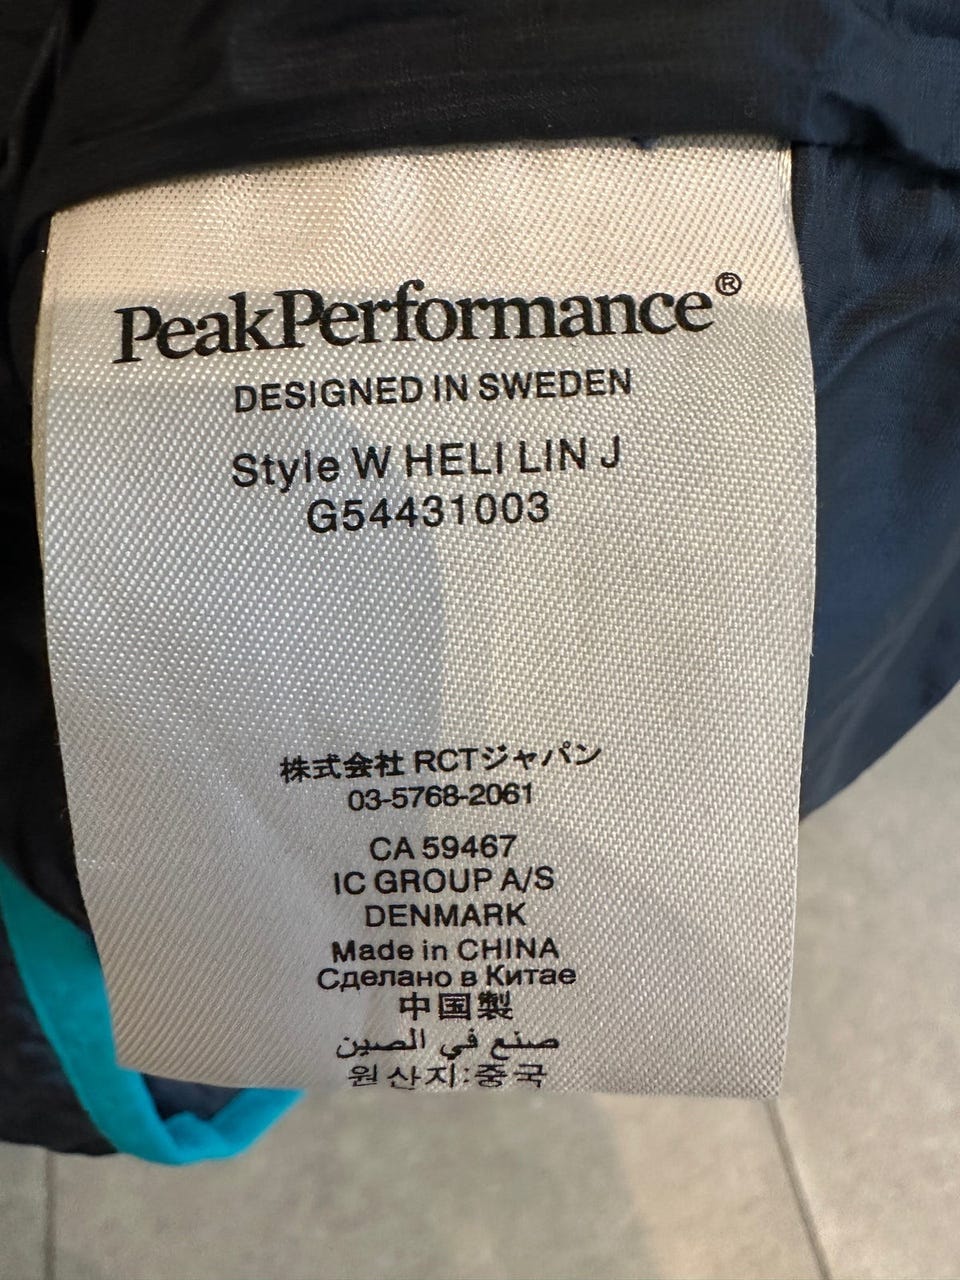 PeakPerformance®
DESIGNED IN SWEDEN
Style W HELI LIN J
G54431003
株式会社 RCTジャパン
03-5768-2061
CA 59467
IC GROUP A/S
DENMARK
Made in CHINA
Сделано в Китае
中国製
صنع في الصين
원산지:중국